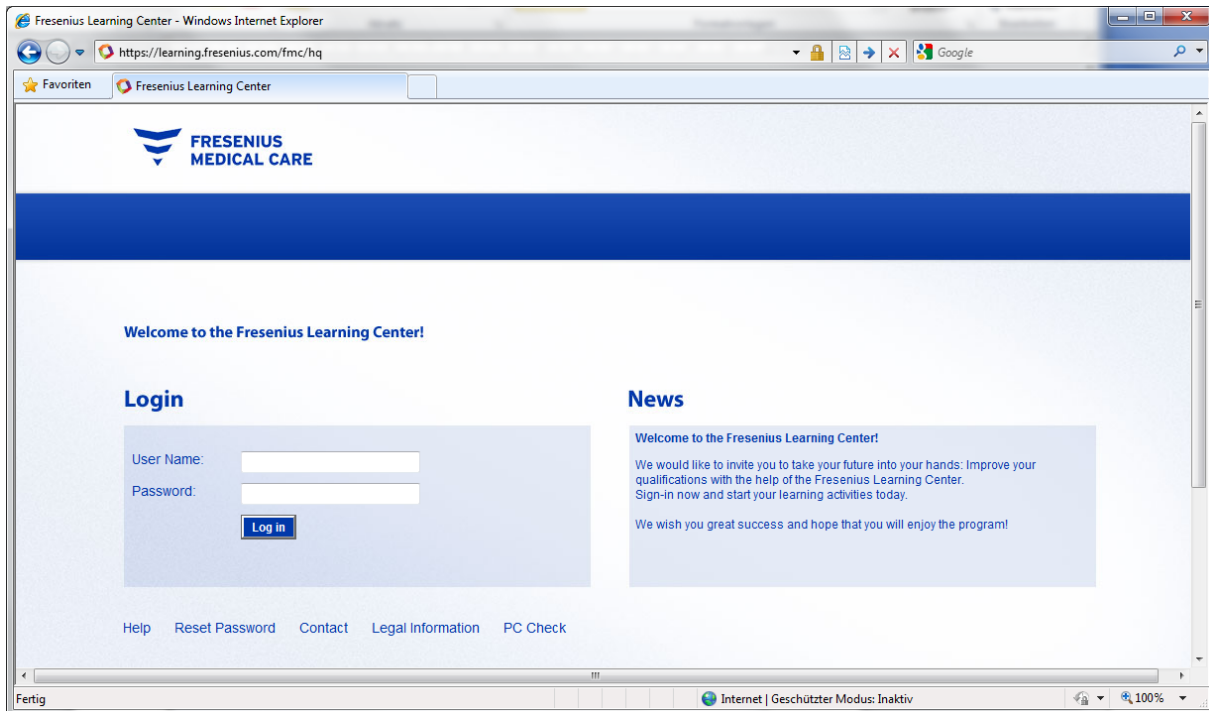 Fresenius Learning Center - Windows Internet Explorer
https://learning.fresenius.com/fmc/hq
Google
Favoriten
Fresenius Learning Center
FRESENIUS
MEDICAL CARE
Welcome to the Fresenius Learning Center!
Login
User Name:
Password:
Log in
News
Welcome to the Fresenius Learning Center!
We would like to invite you to take your future into your hands: Improve your
qualifications with the help of the Fresenius Learning Center.
Sign-in now and start your learning activities today.
We wish you great success and hope that you will enjoy the program!
Help Reset Password Contact Legal Information PC Check
Fertig
Internet | Geschützter Modus: Inaktiv
100%